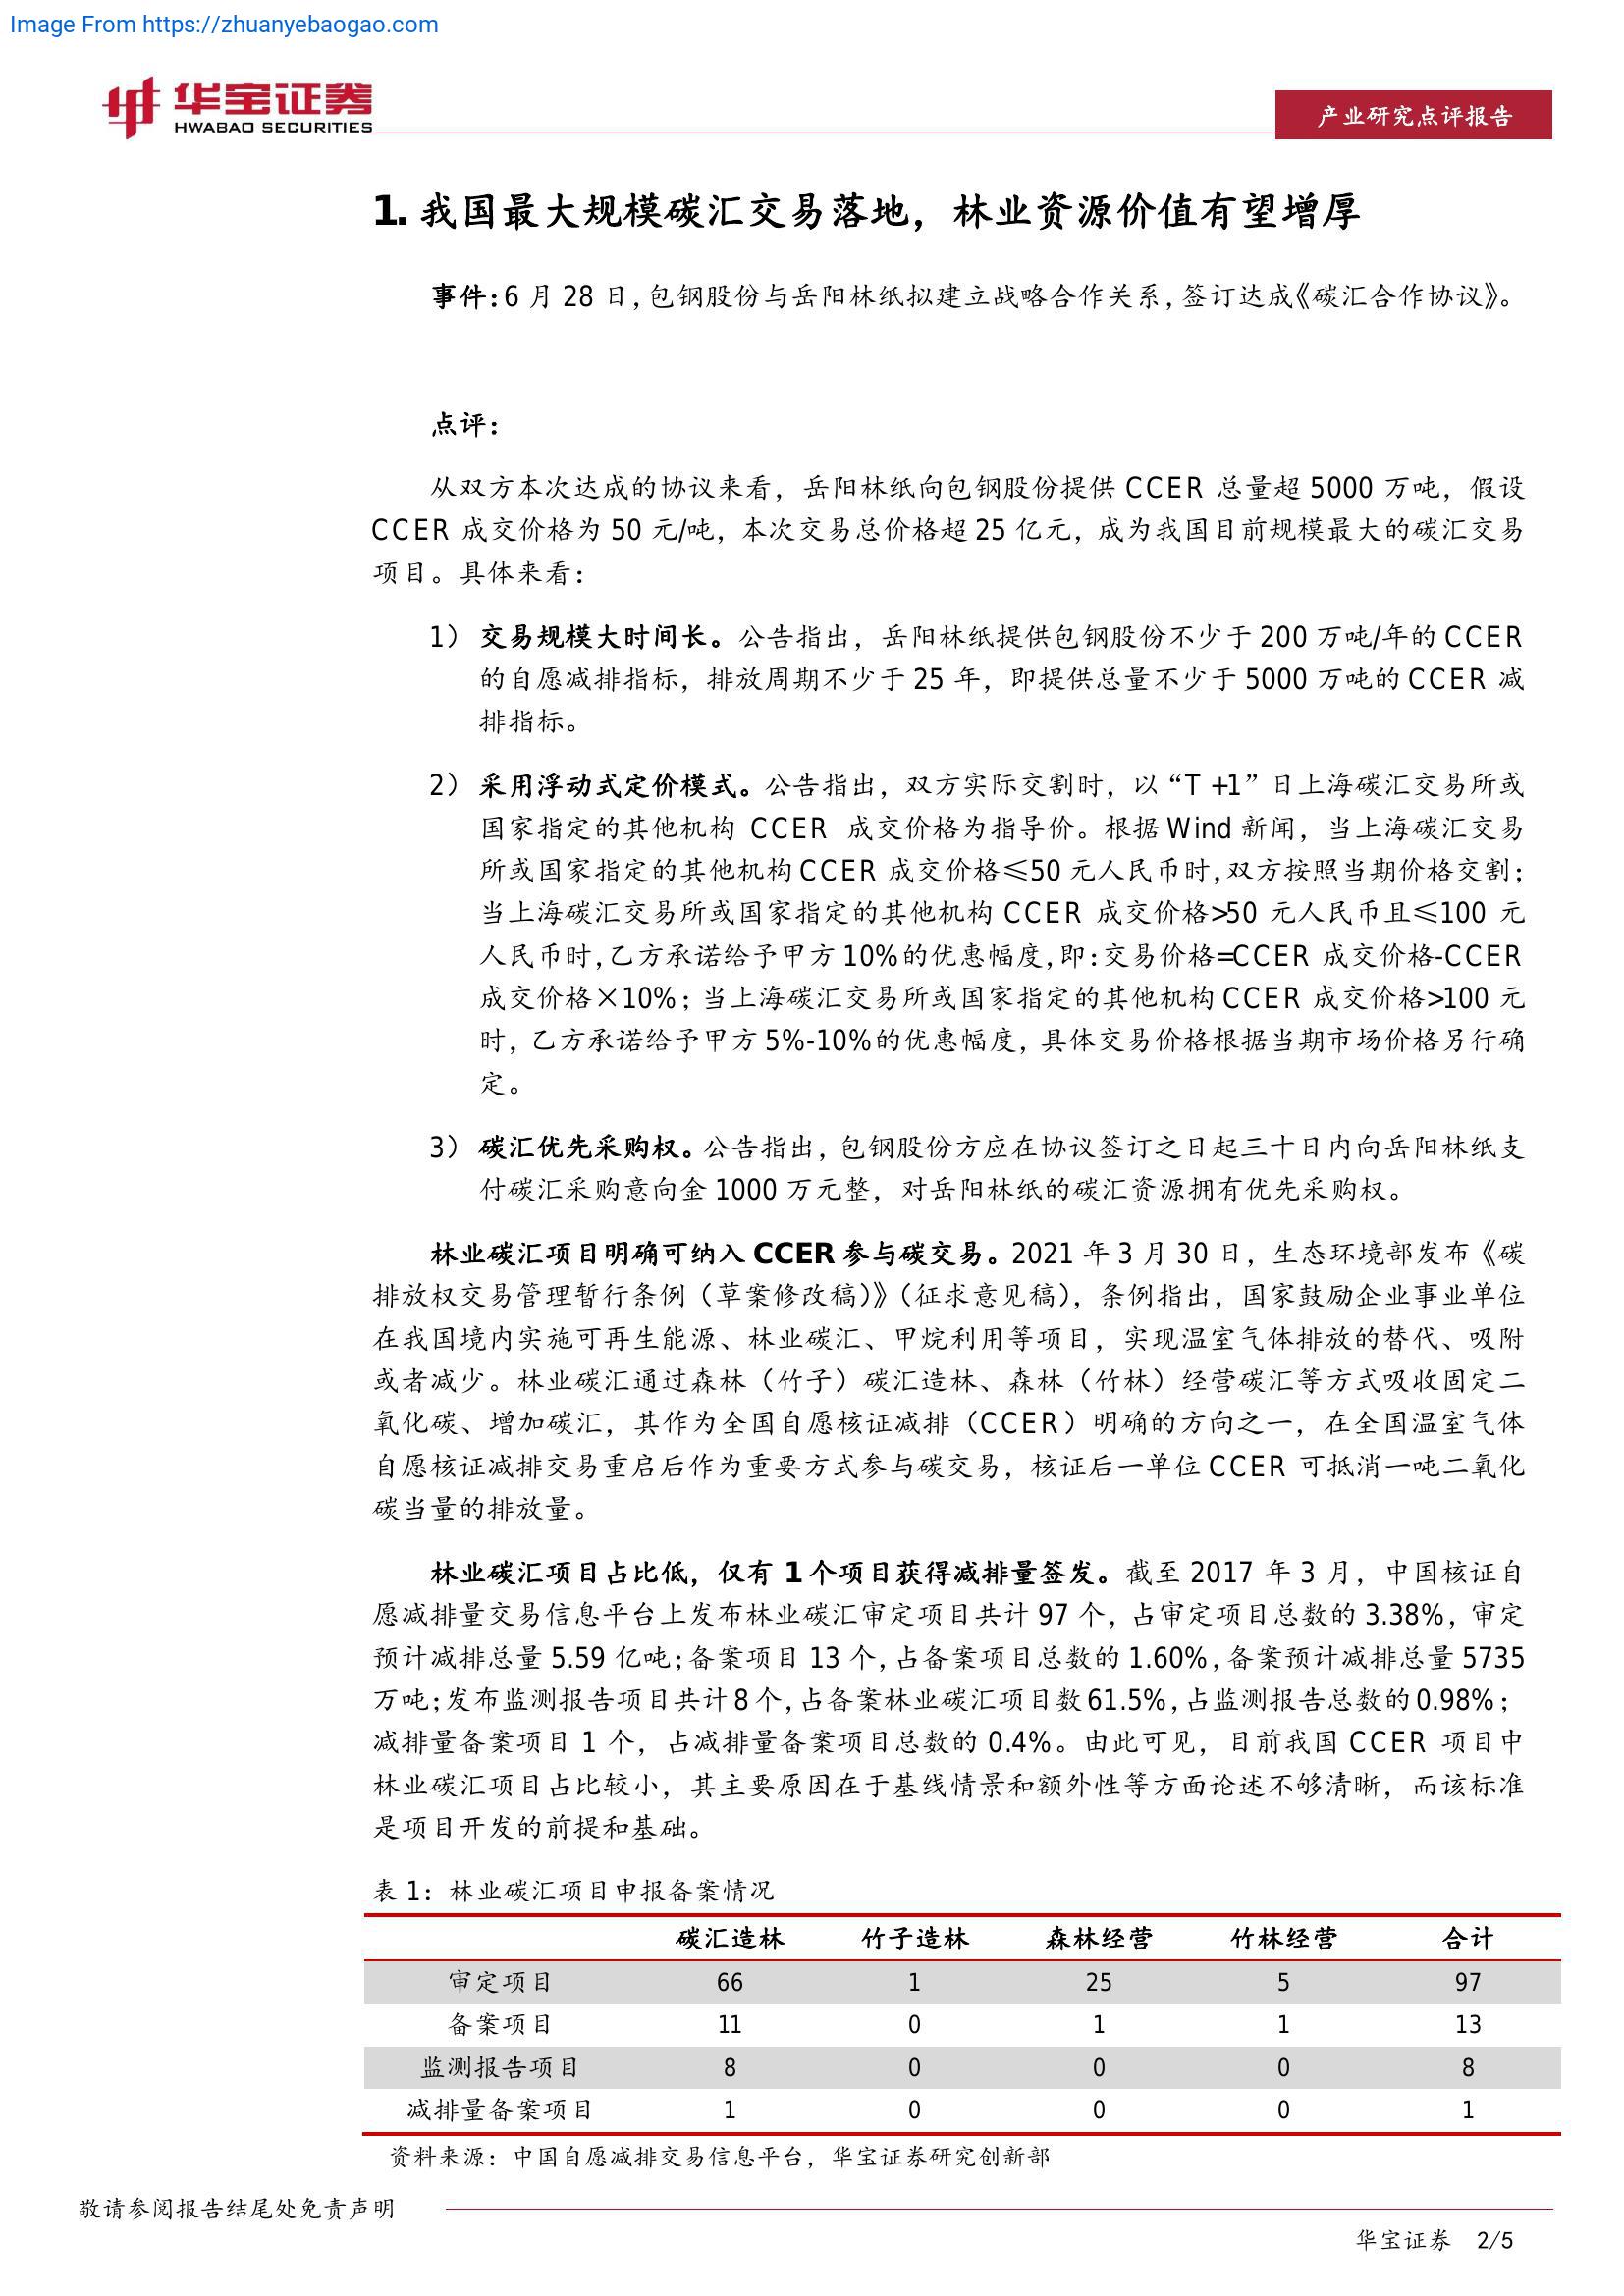 Image From https://zhuanyebaogao.com
华宝证券
HWABAO SECURITIES
产业研究点评报告
1. 我国最大规模碳汇交易落地，林业资源价值有望增厚
事件：6 月 28 日，包钢股份与岳阳林纸拟建立战略合作关系，签订达成《碳汇合作协议》。
点评：
从双方本次达成的协议来看，岳阳林纸向包钢股份提供 CCER 总量超 5000 万吨，假设
CCER 成交价格为 50 元/吨，本次交易总价格超 25 亿元，成为我国目前规模最大的碳汇交易
项目。具体来看：
1） 交易规模大时间长。公告指出，岳阳林纸提供包钢股份不少于 200 万吨/年的 CCER
的自愿减排指标，排放周期不少于 25 年，即提供总量不少于 5000 万吨的 CCER 减
排指标。
2） 采用浮动式定价模式。公告指出，双方实际交割时，以“T +1”日上海碳汇交易所或
国家指定的其他机构 CCER 成交价格为指导价。根据 Wind 新闻，当上海碳汇交易
所或国家指定的其他机构 CCER 成交价格≤50 元人民币时，双方按照当期价格交割；
当上海碳汇交易所或国家指定的其他机构 CCER 成交价格>50 元人民币且≤100 元
人民币时，乙方承诺给予甲方 10%的优惠幅度，即：交易价格=CCER 成交价格-CCER
成交价格×10%；当上海碳汇交易所或国家指定的其他机构 CCER 成交价格>100 元
时，乙方承诺给予甲方 5%-10%的优惠幅度，具体交易价格根据当期市场价格另行确
定。
3） 碳汇优先采购权。公告指出，包钢股份方应在协议签订之日起三十日内向岳阳林纸支
付碳汇采购意向金 1000 万元整，对岳阳林纸的碳汇资源拥有优先采购权。
林业碳汇项目明确可纳入 CCER 参与碳交易。2021 年 3 月 30 日，生态环境部发布《碳
排放权交易管理暂行条例（草案修改稿）》（征求意见稿），条例指出，国家鼓励企业事业单位
在我国境内实施可再生能源、林业碳汇、甲烷利用等项目，实现温室气体排放的替代、吸附
或者减少。林业碳汇通过森林（竹子）碳汇造林、森林（竹林）经营碳汇等方式吸收固定二
氧化碳、增加碳汇，其作为全国自愿核证减排（CCER）明确的方向之一，在全国温室气体
自愿核证减排交易重启后作为重要方式参与碳交易，核证后一单位 CCER 可抵消一吨二氧化
碳当量的排放量。
林业碳汇项目占比低，仅有 1 个项目获得减排量签发。截至 2017 年 3 月，中国核证自
愿减排量交易信息平台上发布林业碳汇审定项目共计 97 个，占审定项目总数的 3.38%，审定
预计减排总量 5.59 亿吨；备案项目 13 个，占备案项目总数的 1.60%，备案预计减排总量 5735
万吨；发布监测报告项目共计 8 个，占备案林业碳汇项目数 61.5%，占监测报告总数的 0.98%；
减排量备案项目 1 个，占减排量备案项目总数的 0.4%。由此可见，目前我国 CCER 项目中
林业碳汇项目占比较小，其主要原因在于基线情景和额外性等方面论述不够清晰，而该标准
是项目开发的前提和基础。
表 1：林业碳汇项目申报备案情况
碳汇造林 竹子造林 森林经营 竹林经营 合计
审定项目 66 1 25 5 97
备案项目 11 0 1 1 13
监测报告项目 8 0 0 0 8
减排量备案项目 1 0 0 0 1
资料来源：中国自愿减排交易信息平台，华宝证券研究创新部
敬请参阅报告结尾处免责声明
华宝证券 2/5